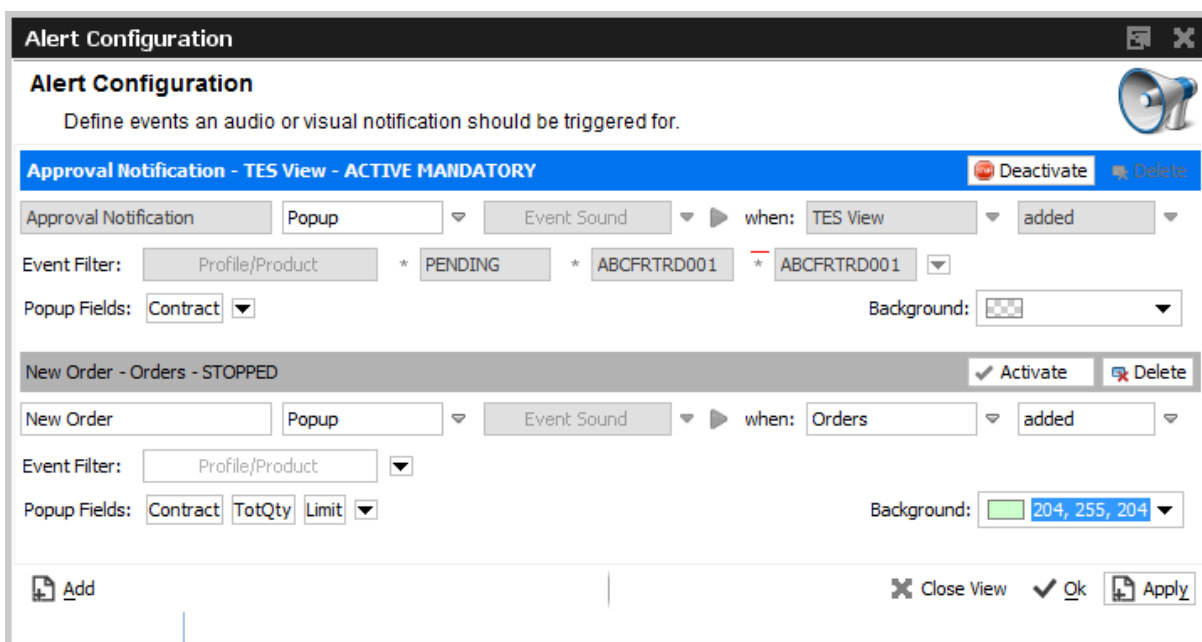 Alert Configuration
Alert Configuration
Define events an audio or visual notification should be triggered for.
Approval Notification - TES View - ACTIVE MANDATORY Deactivate Delete
Approval Notification Popup Event Sound when: TES View added
Event Filter: Profile/Product * PENDING * ABCFRTRD001 * ABCFRTRD001
Popup Fields: Contract Background:
New Order - Orders - STOPPED Activate Delete
New Order Popup Event Sound when: Orders added
Event Filter: Profile/Product
Popup Fields: Contract TotQty Limit Background: 204, 255, 204
Add Close View Ok Apply